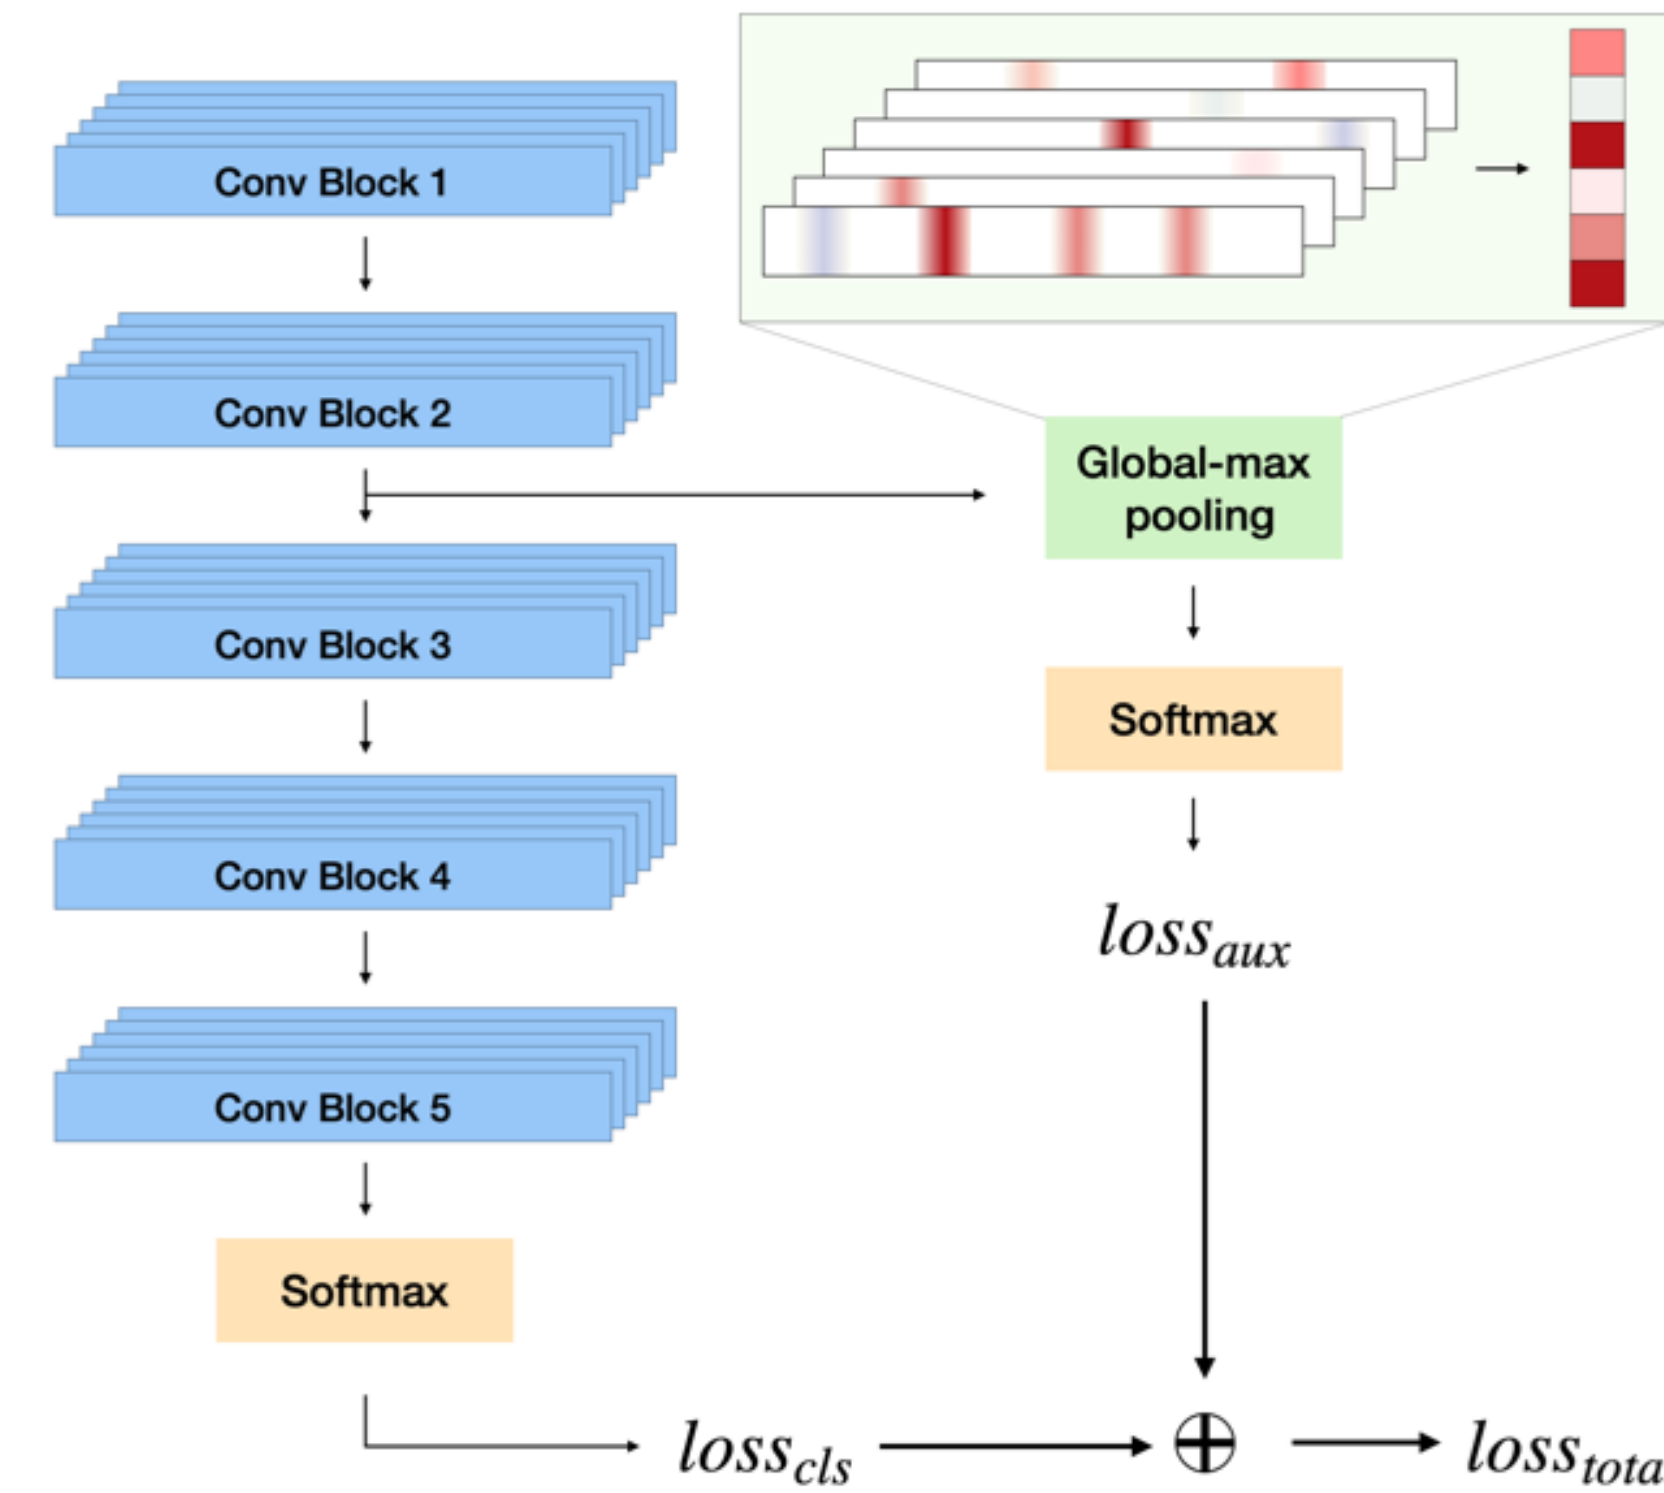 Conv Block 1
Conv Block 2
Global-max
pooling
Conv Block 3
Softmax
Conv Block 4
loss_aux
Conv Block 5
Softmax
loss_cls
loss_tota